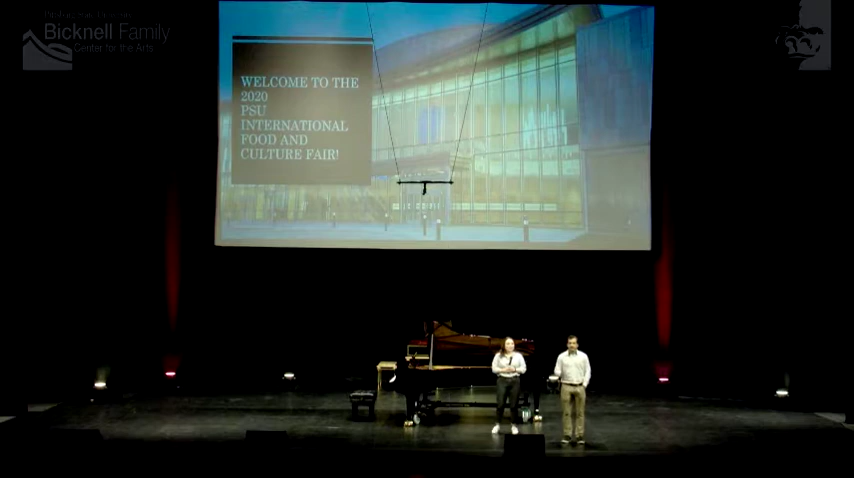 Bicknell Family
Center for the Arts
WELCOME TO THE
2020
PSU
INTERNATIONAL
FOOD AND
CULTURE FAIR!